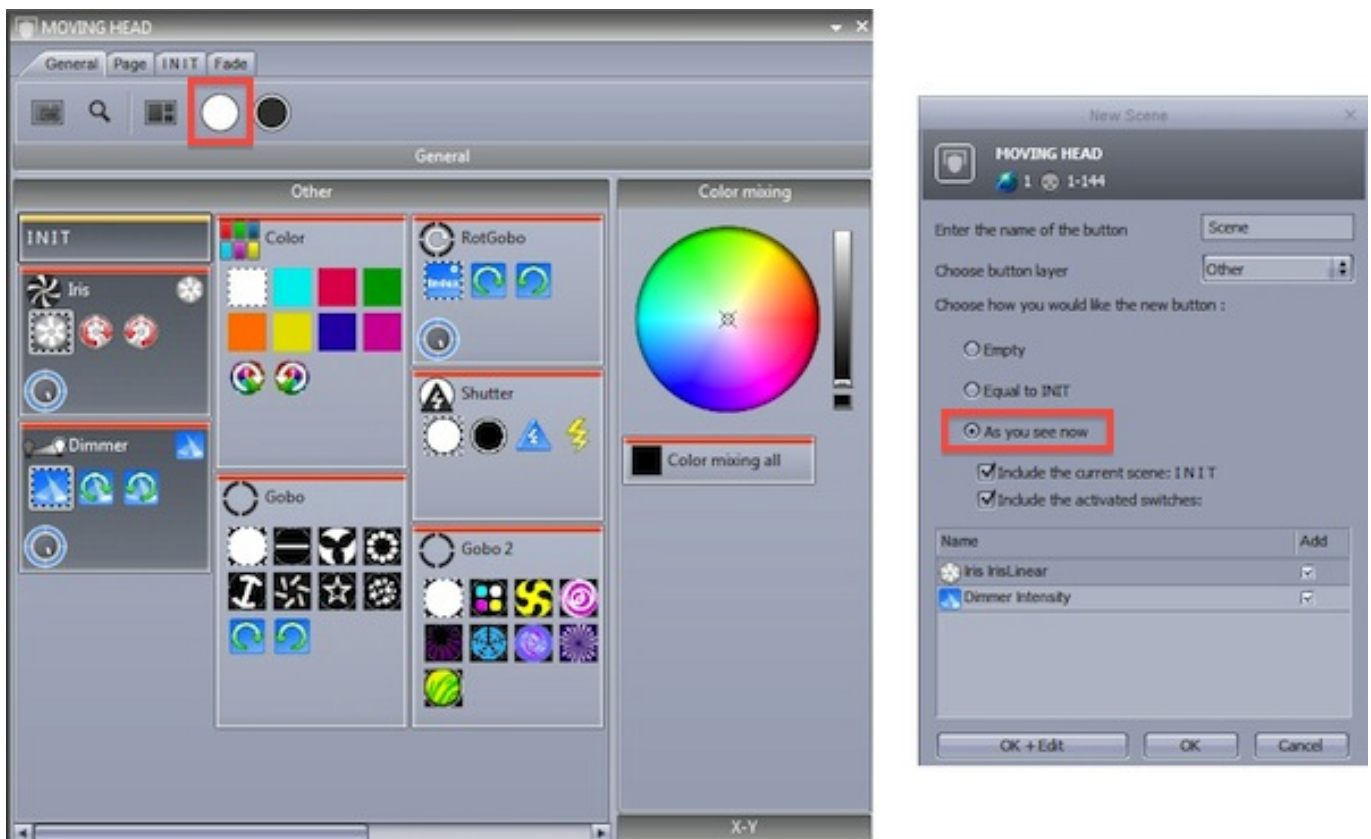 MOVING HEAD
General Page INIT Fade
General
Other
Color mixing
INIT
Color
RotGobo
Index
Iris
Shutter
Dimmer
Color mixing all
Gobo
Gobo 2
X-Y
New Scene
MOVING HEAD
1 1-144
Enter the name of the button Scene
Choose button layer Other
Choose how you would like the new button :
Empty
Equal to INIT
As you see now
Include the current scene: I N I T
Include the activated switches:
Name Add
Iris IrisLinear
Dimmer Intensity
OK + Edit OK Cancel